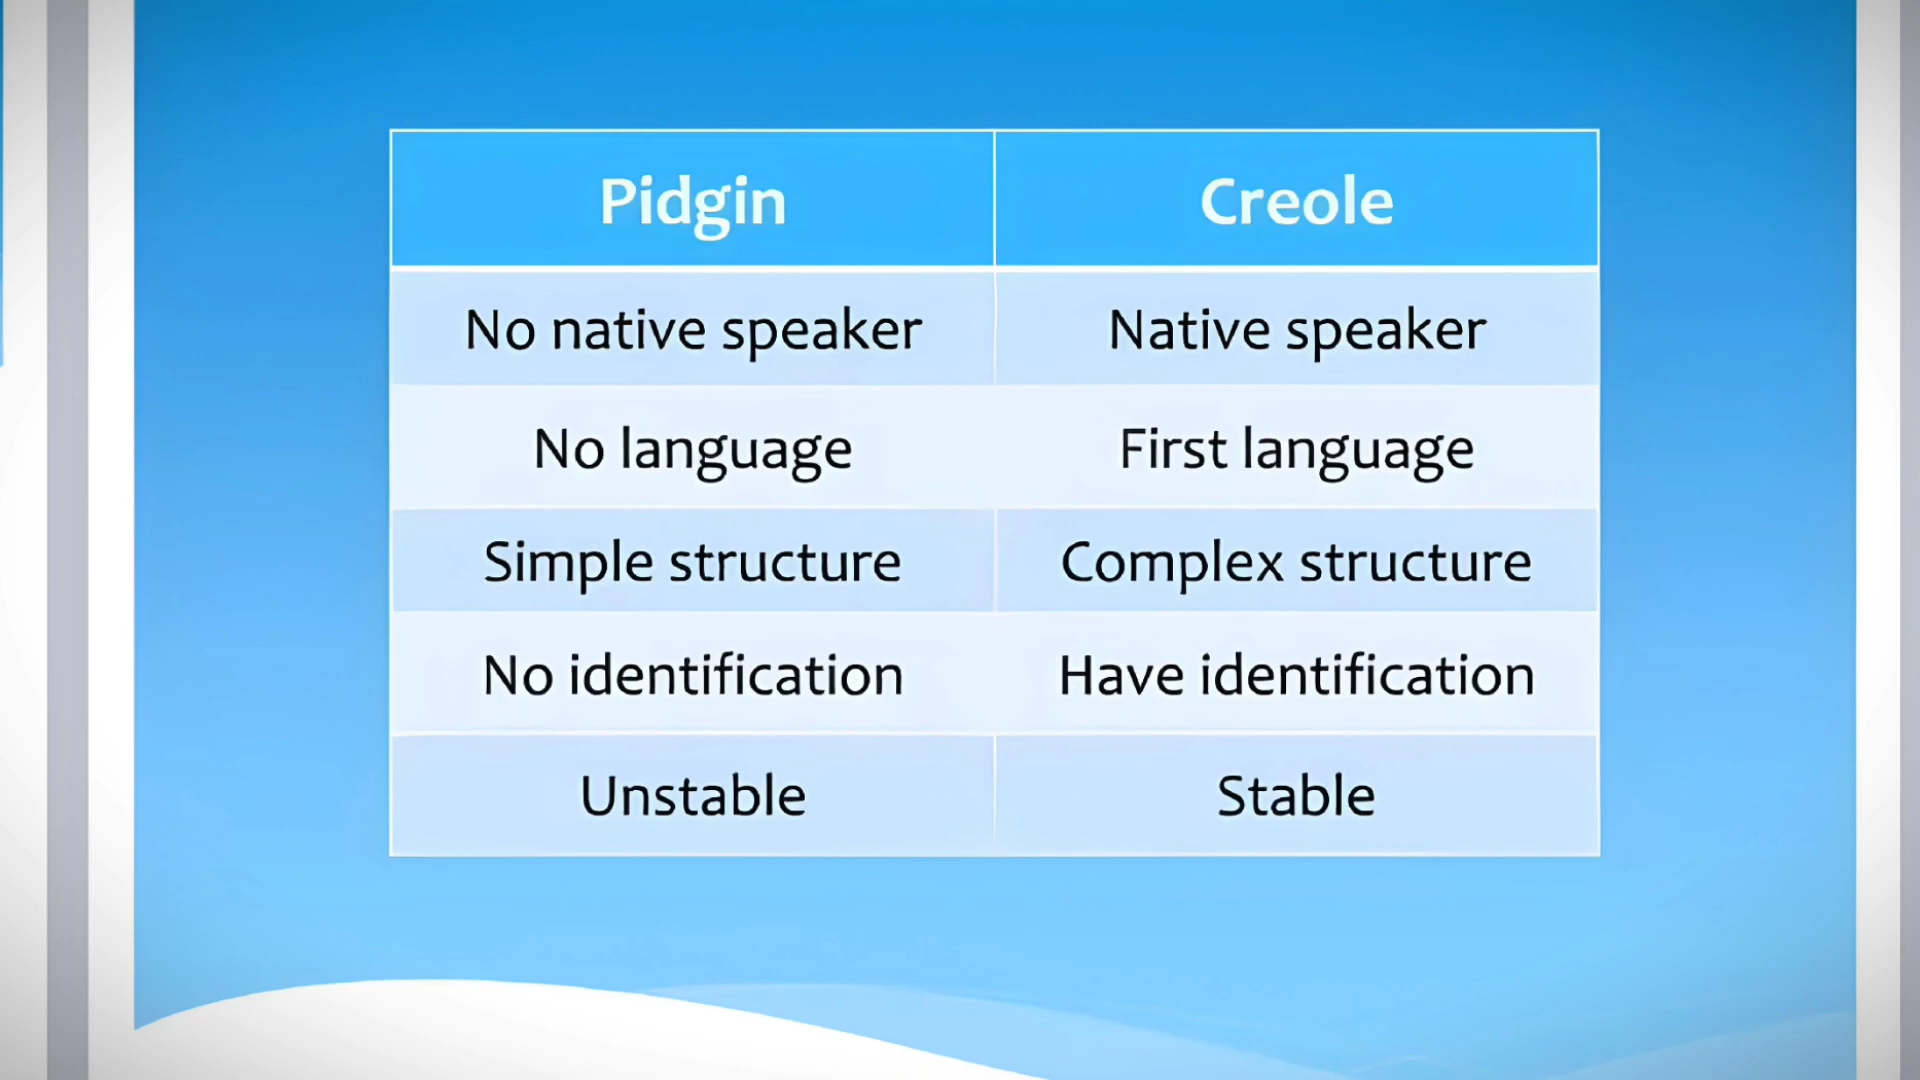 Pidgin Creole
No native speaker Native speaker
No language First language
Simple structure Complex structure
No identification Have identification
Unstable Stable